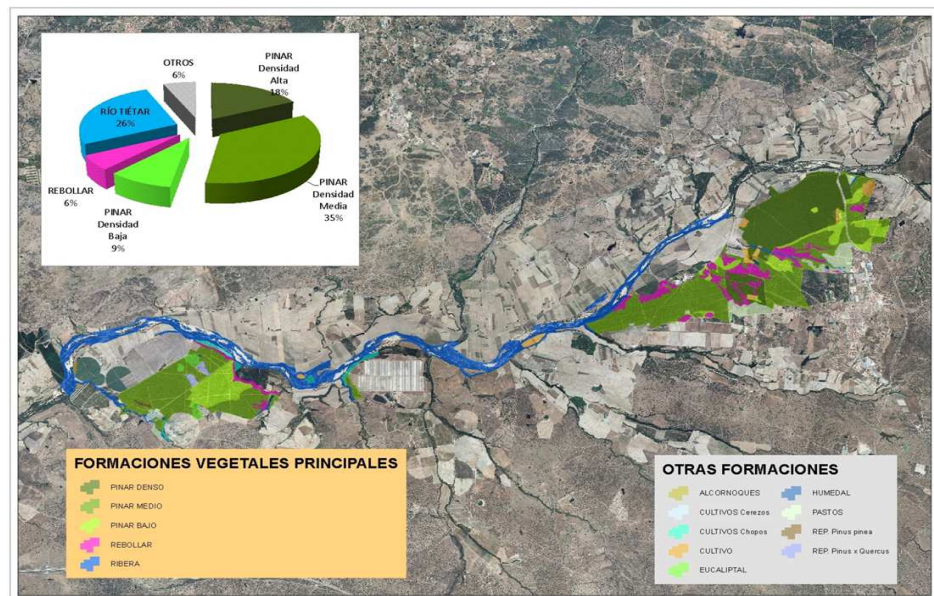 OTROS
6%
PINAR
Densidad
Alta
18%
RÍO TIÉTAR
26%
REBOLLAR
6%
PINAR
Densidad
Baja
9%
PINAR
Densidad
Media
35%
FORMACIONES VEGETALES PRINCIPALES
PINAR DENSO
PINAR MEDIO
PINAR BAJO
REBOLLAR
RIBERA
OTRAS FORMACIONES
ALCORNOQUES
CULTIVOS Cerezos
CULTIVOS Chopos
CULTIVO
EUCALIPTAL
HUMEDAL
PASTOS
REP. Pinus pinea
REP. Pinus x Quercus